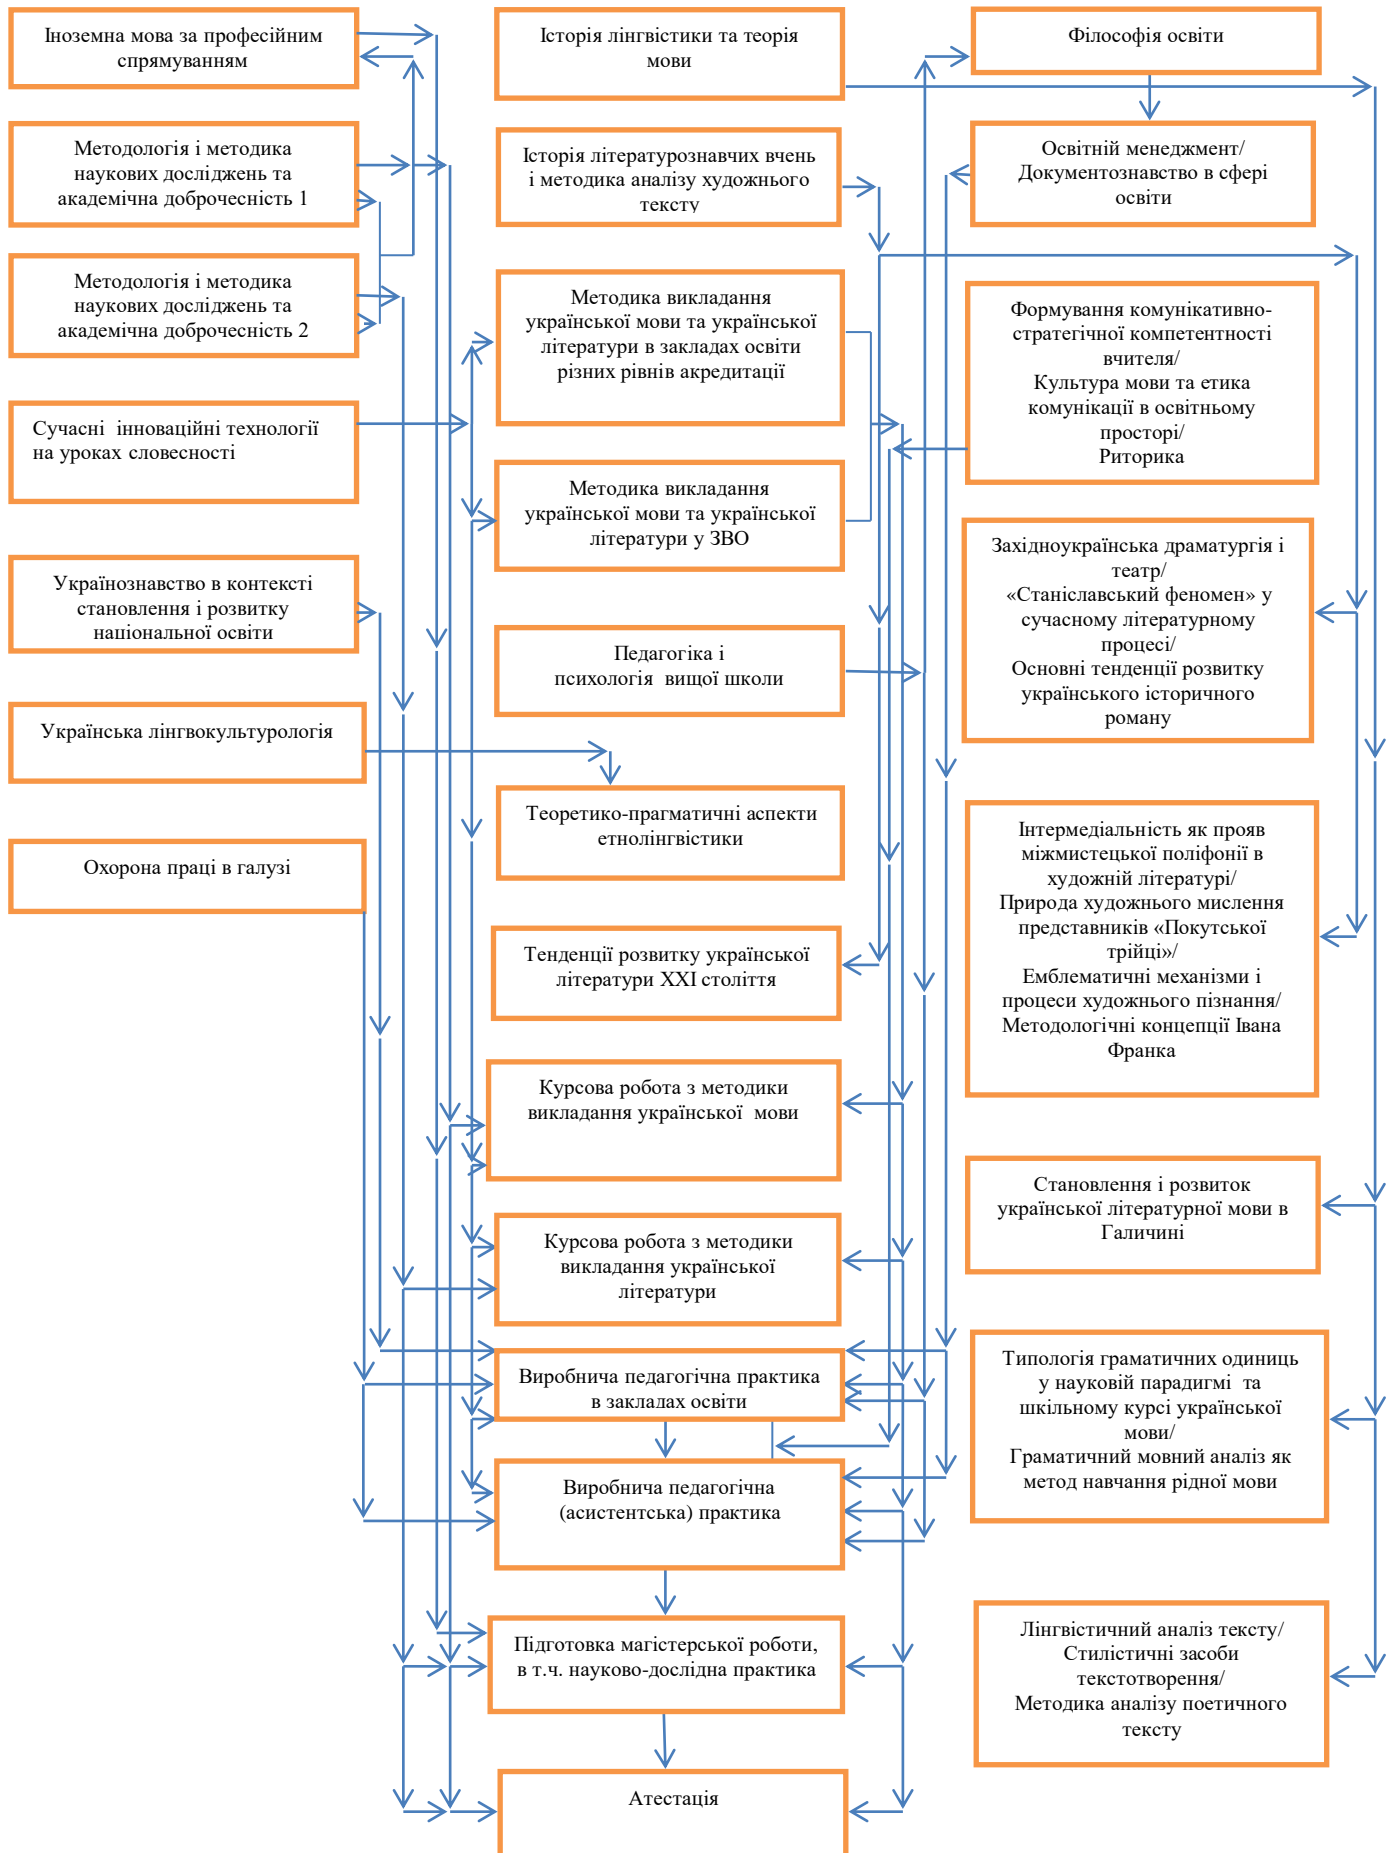 Іноземна мова за професійним
спрямуванням
Методологія і методика
наукових досліджень та
академічна доброчесність 1
Методологія і методика
наукових досліджень та
академічна доброчесність 2
Сучасні інноваційні технології
на уроках словесності
Українознавство в контексті
становлення і розвитку
національної освіти
Українська лінгвокультурологія
Охорона праці в галузі
Історія лінгвістики та теорія
мови
Історія літературознавчих вчень
і методика аналізу художнього
тексту
Методика викладання
української мови та української
літератури в закладах освіти
різних рівнів акредитації
Методика викладання
української мови та української
літератури у ЗВО
Педагогіка і
психологія вищої школи
Теоретико-прагматичні аспекти
етнолінгвістики
Тенденції розвитку української
літератури ХХІ століття
Курсова робота з методики
викладання української мови
Курсова робота з методики
викладання української
літератури
Виробнича педагогічна практика
в закладах освіти
Виробнича педагогічна
(асистентська) практика
Підготовка магістерської роботи,
в т.ч. науково-дослідна практика
Атестація
Філософія освіти
Освітній менеджмент/
Документознавство в сфері
освіти
Формування комунікативно-
стратегічної компетентності
вчителя/
Культура мови та етика
комунікації в освітньому
просторі/
Риторика
Західноукраїнська драматургія і
театр/
«Станіславський феномен» у
сучасному літературному
процесі/
Основні тенденції розвитку
українського історичного
роману
Інтермедіальність як прояв
міжмистецької поліфонії в
художній літературі/
Природа художнього мислення
представників «Покутської
трійці»/
Емблематичні механізми і
процеси художнього пізнання/
Методологічні концепції Івана
Франка
Становлення і розвиток
української літературної мови в
Галичині
Типологія граматичних одиниць
у науковій парадигмі та
шкільному курсі української
мови/
Граматичний мовний аналіз як
метод навчання рідної мови
Лінгвістичний аналіз тексту/
Стилістичні засоби
текстотворення/
Методика аналізу поетичного
тексту